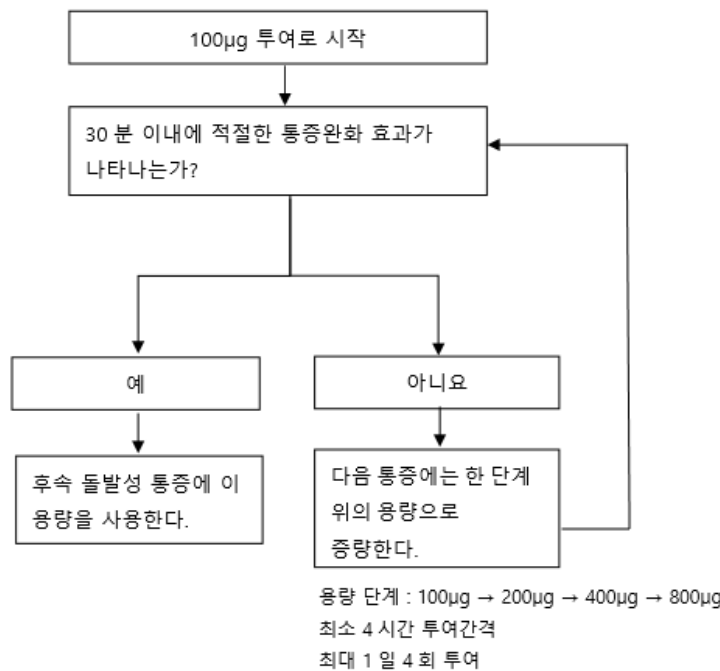 100μg 투여로 시작
30 분 이내에 적절한 통증완화 효과가
나타나는가?
예
아니요
후속 돌발성 통증에 이
용량을 사용한다.
다음 통증에는 한 단계
위의 용량으로
증량한다.
용량 단계 : 100μg → 200μg → 400μg → 800μg
최소 4 시간 투여간격
최대 1 일 4 회 투여